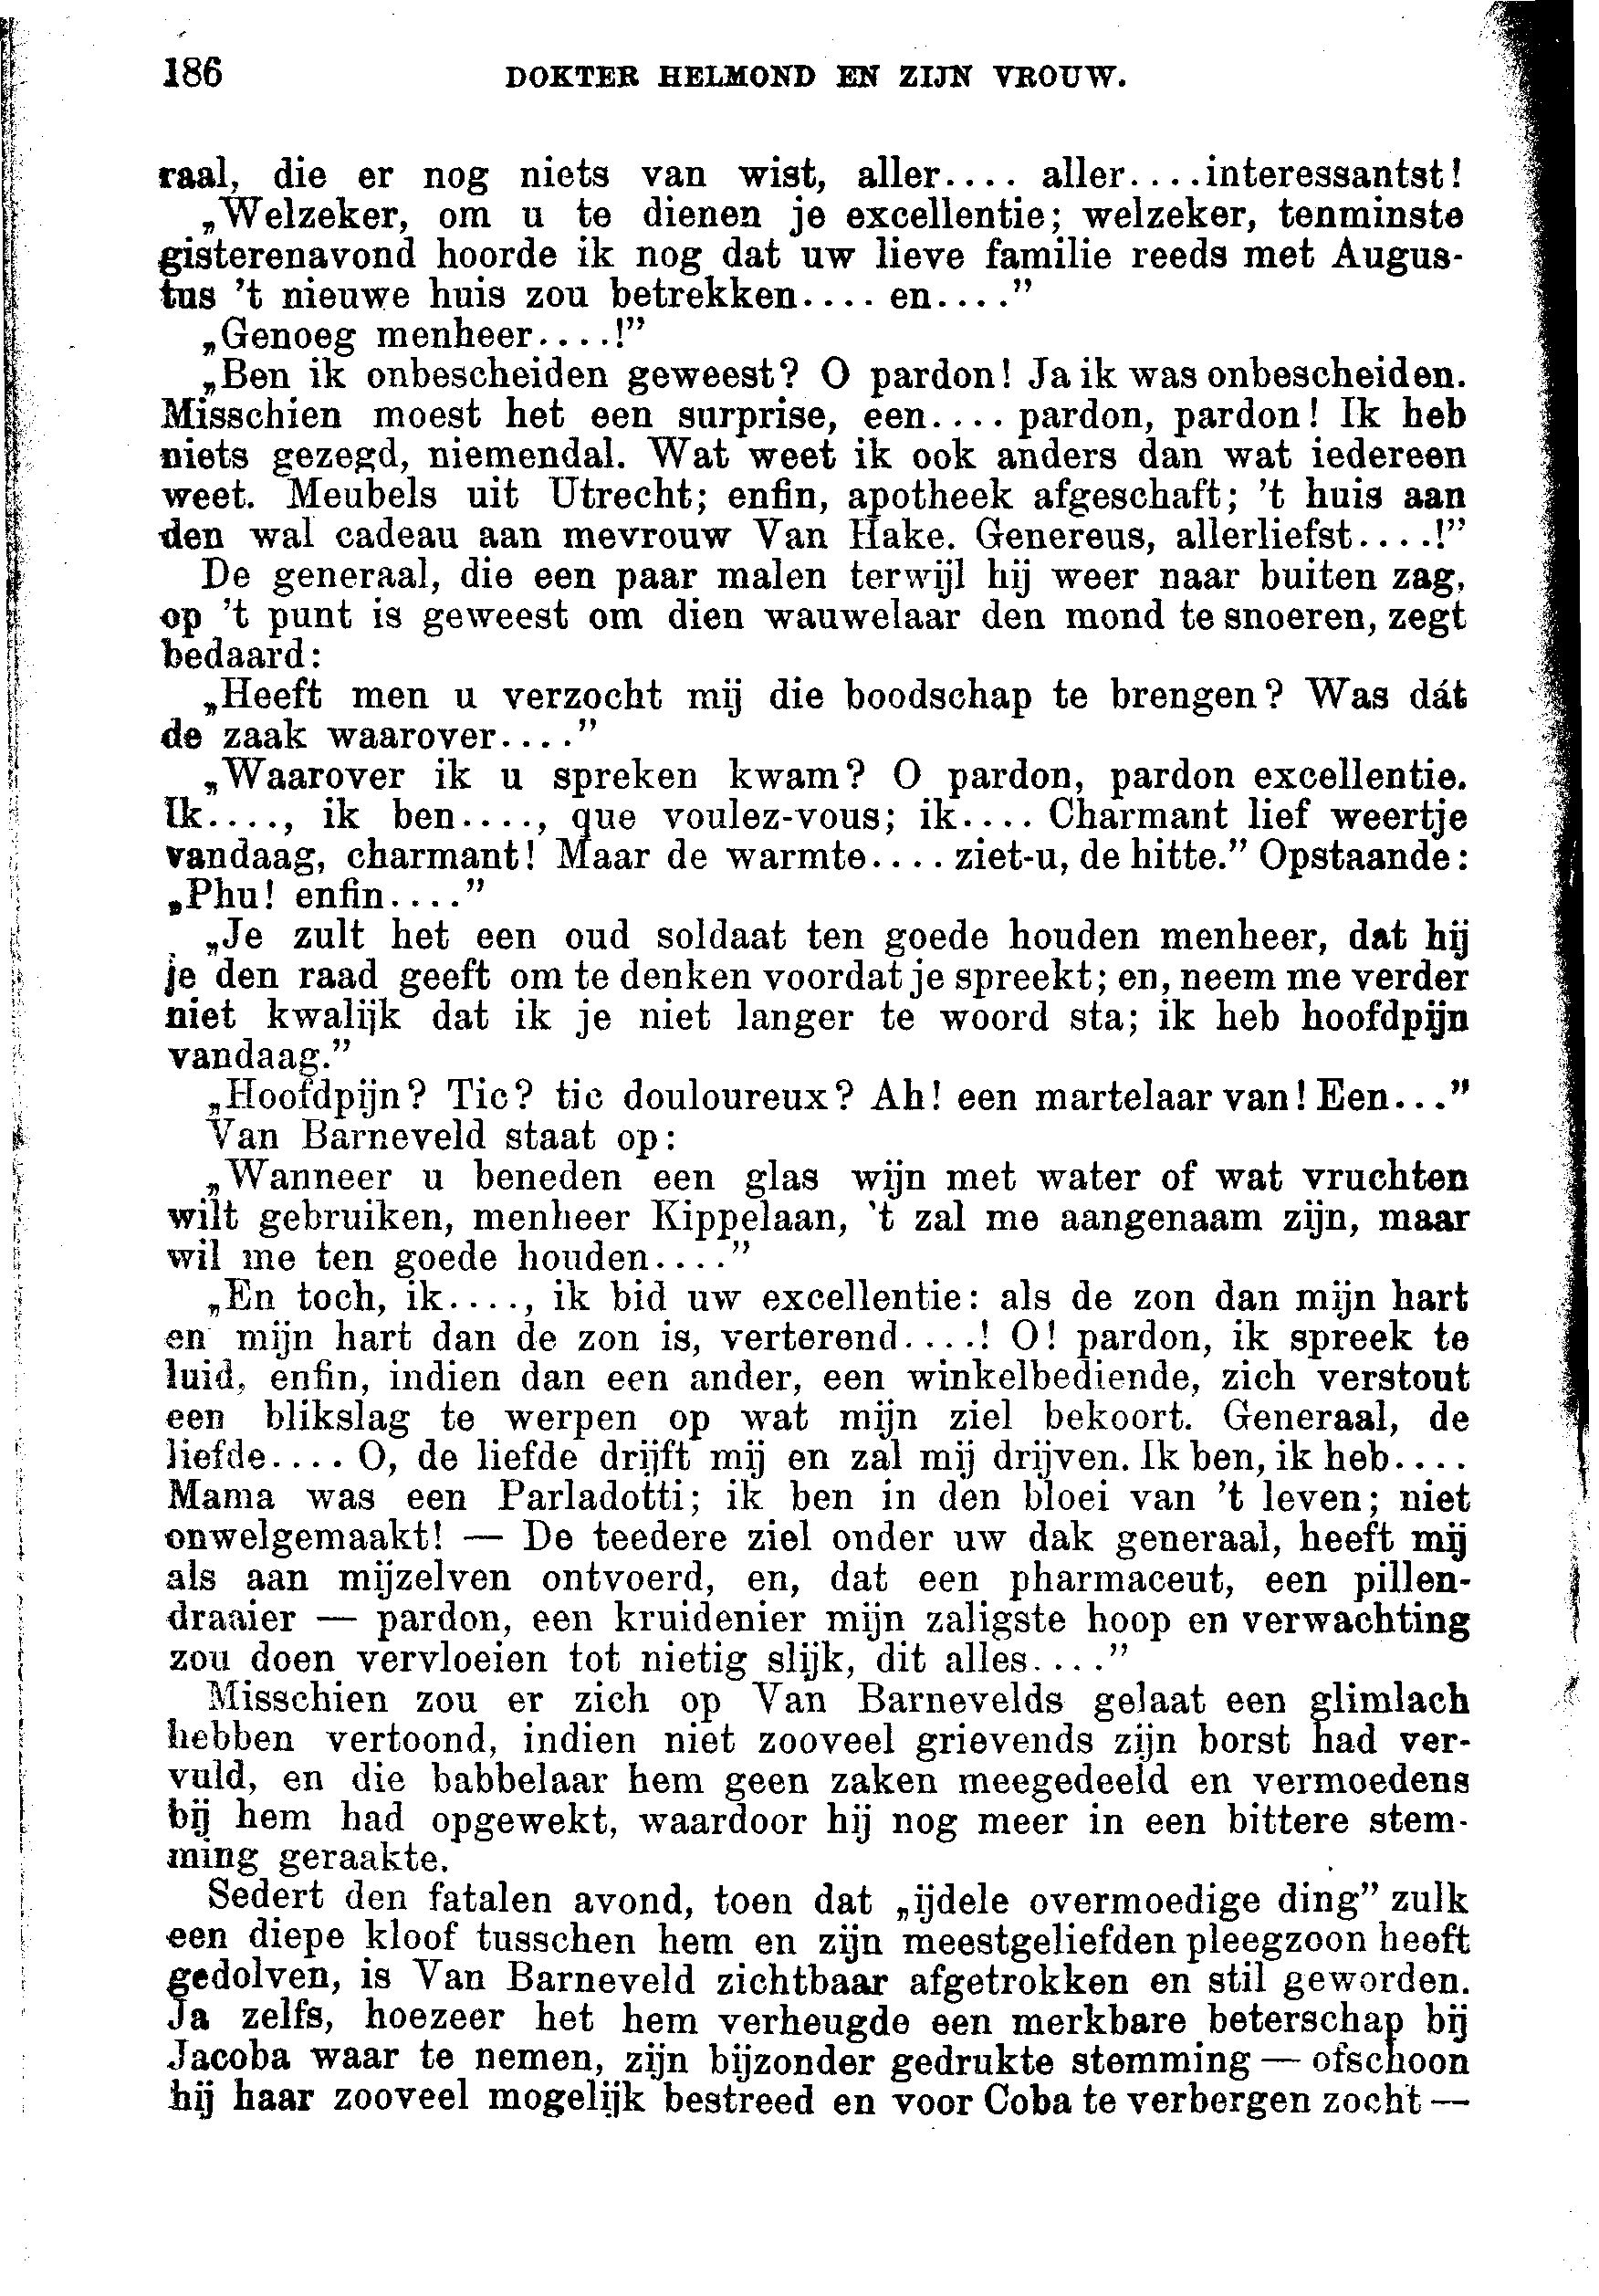 186 DOKTER HELMOND EN ZIJN VROUW.
raal, die er nog niets van wist, aller.... aller....interessantst!
„Welzeker, om u te dienen je excellentie; welzeker, tenminste
gisterenavond hoorde ik nog dat uw lieve familie reeds met Augus-
tus 't nieuwe huis zou betrekken.... en...."
„Genoeg menheer....!"
„Ben ik onbescheiden geweest? O pardon! Ja ik was onbescheiden.
Misschien moest het een surprise, een.... pardon, pardon! Ik heb
niets gezegd, niemendal. Wat weet ik ook anders dan wat iedereen
weet. Meubels uit Utrecht; enfin, apotheek afgeschaft; 't huis aan
den wal cadeau aan mevrouw Van Hake. Genereus, allerliefst....!"
De generaal, die een paar malen terwijl hij weer naar buiten zag,
op 't punt is geweest om dien wauwelaar den mond te snoeren, zegt
bedaard:
„Heeft men u verzocht mij die boodschap te brengen? Was dát
de zaak waarover...."
„Waarover ik u spreken kwam? O pardon, pardon excellentie.
Ik...., ik ben...., que voulez-vous; ik.... Charmant lief weertje
vandaag, charmant! Maar de warmte.... ziet-u, de hitte." Opstaande:
„Phu! enfin...."
„Je zult het een oud soldaat ten goede houden menheer, dat hij
je den raad geeft om te denken voordat je spreekt; en, neem me verder
niet kwalijk dat ik je niet langer te woord sta; ik heb hoofdpijn
vandaag."
„Hoofdpijn? Tic? tic douloureux? Ah! een martelaar van! Een..."
Van Barneveld staat op:
„Wanneer u beneden een glas wijn met water of wat vruchten
wilt gebruiken, menheer Kippelaan, 't zal me aangenaam zijn, maar
wil me ten goede houden...."
„En toch, ik...., ik bid uw excellentie: als de zon dan mijn hart
en mijn hart dan de zon is, verterend....! O! pardon, ik spreek te
luid, enfin, indien dan een ander, een winkelbediende, zich verstout
een blikslag te werpen op wat mijn ziel bekoort. Generaal, de
liefde.... O, de liefde drijft mij en zal mij drijven. Ik ben, ik heb....
Mama was een Parladotti; ik ben in den bloei van 't leven; niet
onwelgemaakt! — De teedere ziel onder uw dak generaal, heeft mij
als aan mijzelven ontvoerd, en, dat een pharmaceut, een pillen-
draaier — pardon, een kruidenier mijn zaligste hoop en verwachting
zou doen vervloeien tot nietig slijk, dit alles...."
Misschien zou er zich op Van Barnevelds gelaat een glimlach
hebben vertoond, indien niet zooveel grievends zijn borst had ver-
vuld, en die babbelaar hem geen zaken meegedeeld en vermoedens
bij hem had opgewekt, waardoor hij nog meer in een bittere stem-
ming geraakte.
Sedert den fatalen avond, toen dat „ijdele overmoedige ding" zulk
een diepe kloof tusschen hem en zijn meestgeliefden pleegzoon heeft
gedolven, is Van Barneveld zichtbaar afgetrokken en stil geworden.
Ja zelfs, hoezeer het hem verheugde een merkbare beterschap bij
Jacoba waar te nemen, zijn bijzonder gedrukte stemming — ofschoon
hij haar zooveel mogelijk bestreed en voor Coba te verbergen zocht —